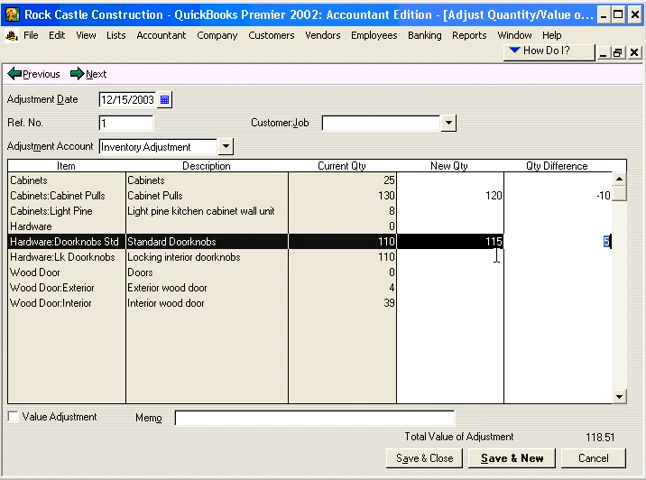 Rock Castle Construction - QuickBooks Premier 2002: Accountant Edition - [Adjust Quantity/Value o...
File Edit View Lists Accountant Company Customers Vendors Employees Banking Reports Window Help
How Do I?
Previous Next
Adjustment Date 12/15/2003
Ref. No. 1 Customer:Job
Adjustment Account Inventory Adjustment
Item Description Current Qty New Qty Qty Difference
Cabinets Cabinets 25
Cabinets:Cabinet Pulls Cabinet Pulls 130 120 -10
Cabinets:Light Pine Light pine kitchen cabinet wall unit 8
Hardware 0
Hardware:Doorknobs Std Standard Doorknobs 110 115 5
Hardware:Lk Doorknobs Locking interior doorknobs 110
Wood Door Doors 0
Wood Door:Exterior Exterior wood door 4
Wood Door:Interior Interior wood door 39
Value Adjustment Memo
Total Value of Adjustment 118.51
Save & Close Save & New Cancel